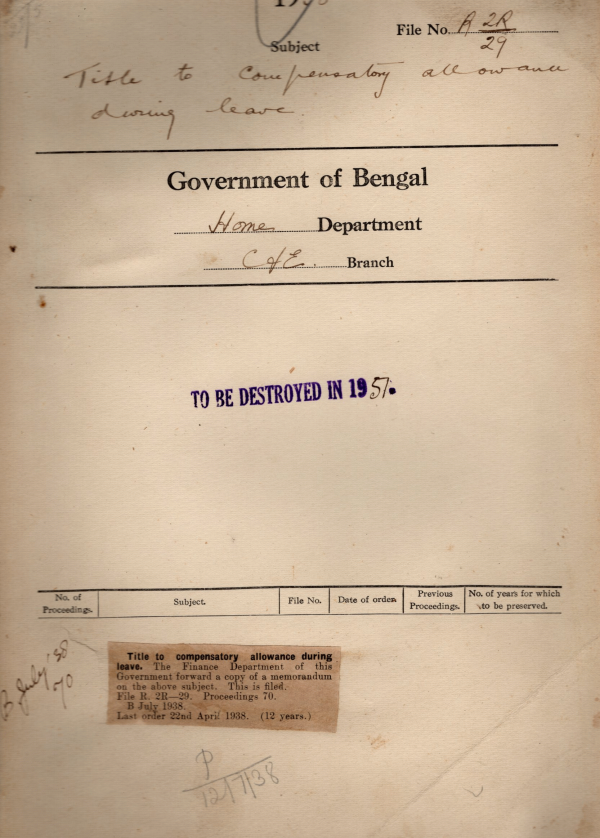 File No. R 2R/29
Subject
Title to compensatory allowance
during leave.
Government of Bengal
Home Department
C & E. Branch
TO BE DESTROYED IN 1951.
No. of Proceedings. Subject. File No. Date of order. Previous Proceedings. No. of years for which to be preserved.
B July '38
70
Title to compensatory allowance during
leave. The Finance Department of this
Government forward a copy of a memorandum
on the above subject. This is filed.
File R. 2R—29. Proceedings 70.
B July 1938.
Last order 22nd April 1938. (12 years.)
P
12/7/38